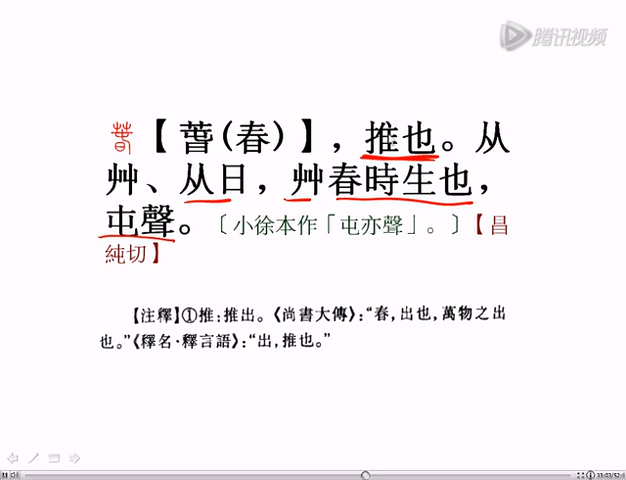 腾讯视频
萅【萅(春)】，推也。从
艸、从日，艸春時生也，
屯聲。〔小徐本作「屯亦聲」。〕【昌
純切】
【注釋】①推：推出。《尚書大傳》：“春，出也，萬物之出
也。”《釋名·釋言語》：“出，推也。”